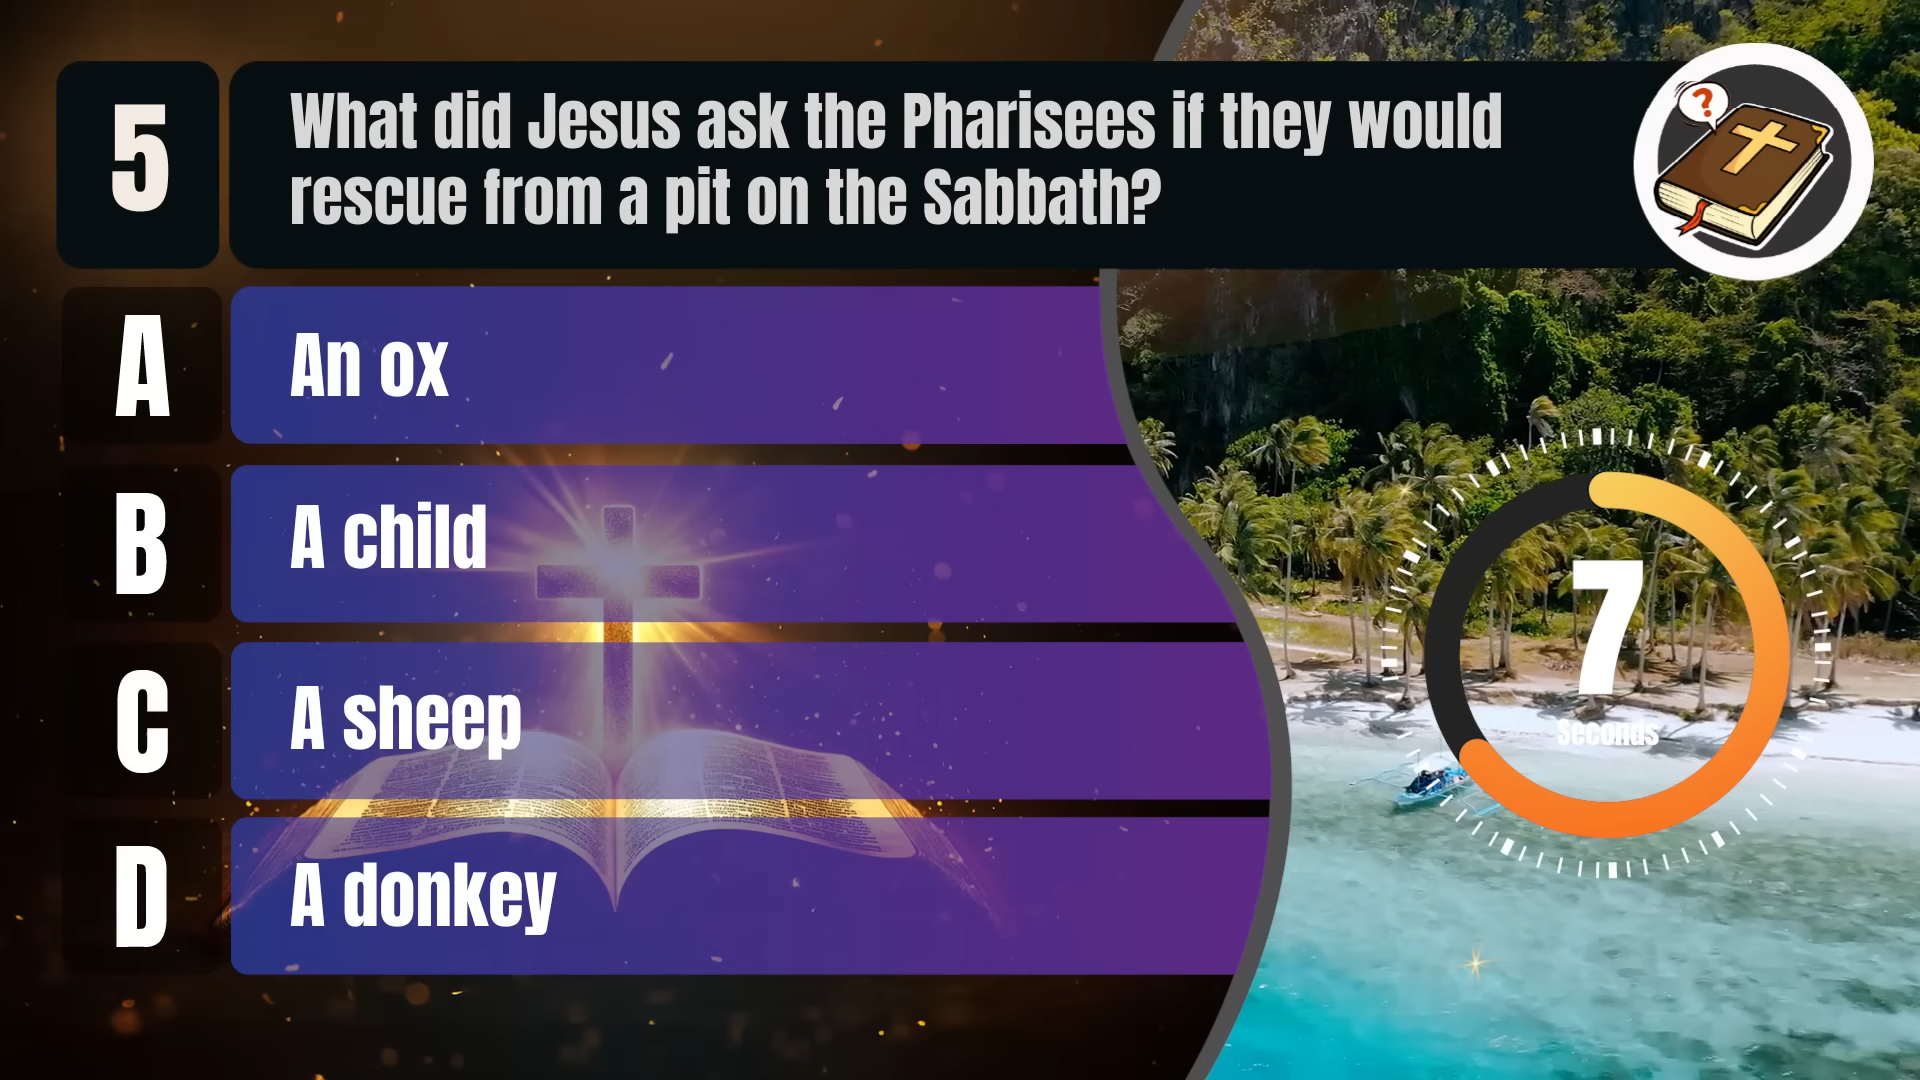 5
What did Jesus ask the Pharisees if they would
rescue from a pit on the Sabbath?
?
A
An ox
B
A child
C
A sheep
D
A donkey
7
Seconds